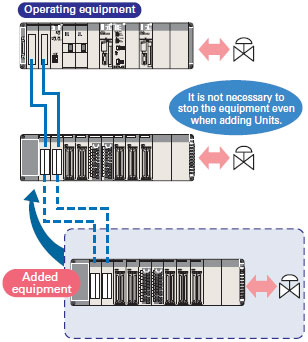 Operating equipment
It is not necessary to
stop the equipment even
when adding Units.
Added
equipment